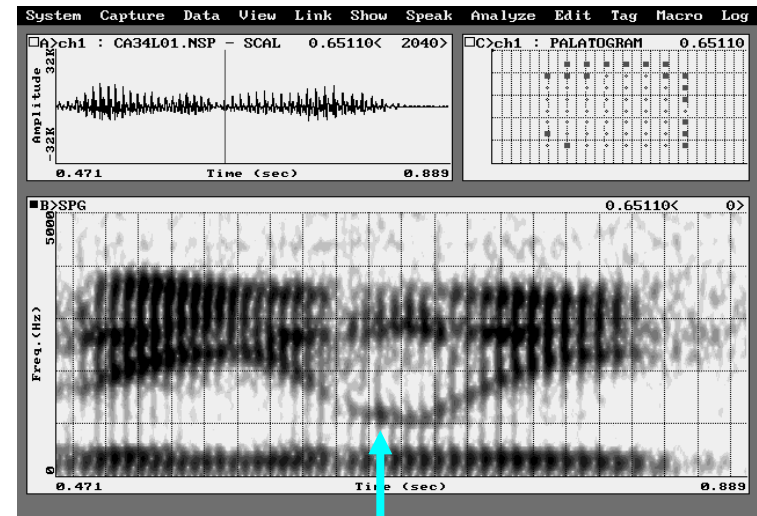 System Capture Data View Link Show Speak Analyze Edit Tag Macro Log
A>ch1 : CA34L01.NSP - SCAL 0.65110< 2040>
32K
Amplitude
-32K
0.471 Time (sec) 0.889
C>ch1 : PALATOGRAM 0.65110
B>SPG 0.65110< 0>
5000
Freq.(Hz)
0
0.471 Time (sec) 0.889